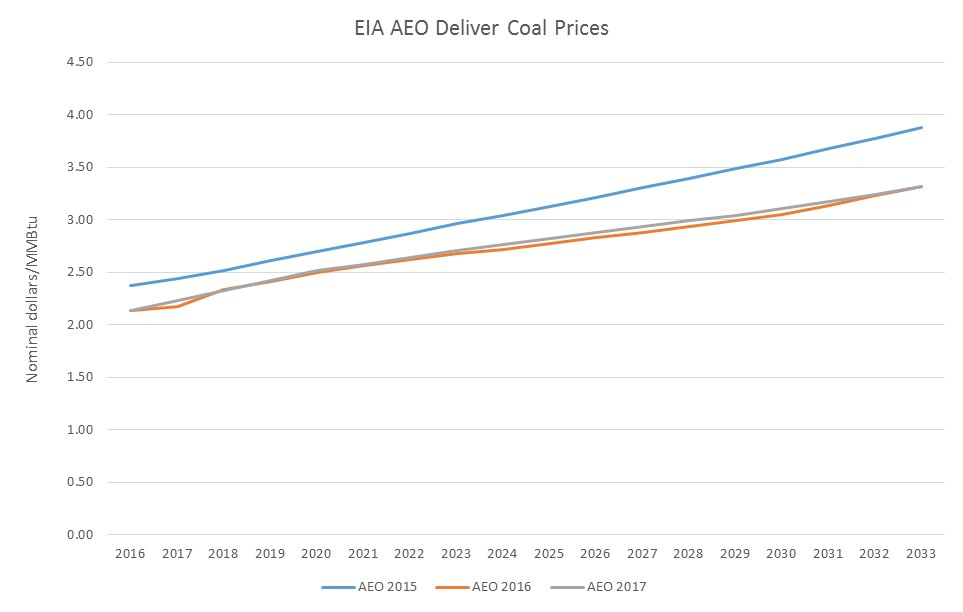 EIA AEO Deliver Coal Prices
4.50
4.00
3.50
3.00
2.50
2.00
1.50
1.00
0.50
0.00
Nominal dollars/MMBtu
2016 2017 2018 2019 2020 2021 2022 2023 2024 2025 2026 2027 2028 2029 2030 2031 2032 2033
AEO 2015 AEO 2016 AEO 2017